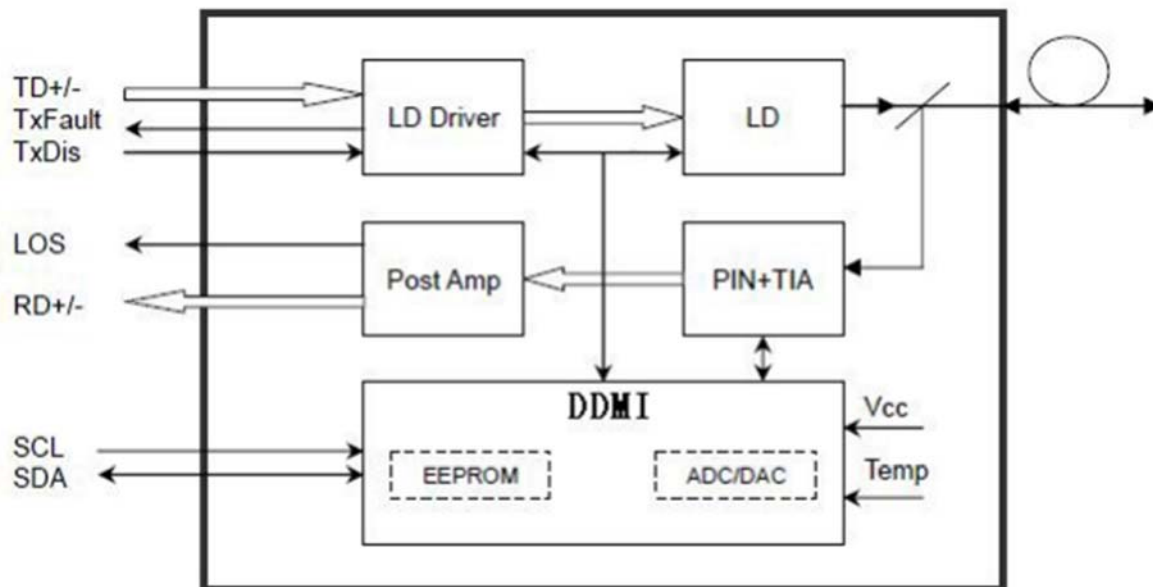 TD+/-
TxFault
TxDis
LD Driver
LD
LOS
RD+/-
Post Amp
PIN+TIA
DDMI
SCL
SDA
EEPROM
ADC/DAC
Vcc
Temp